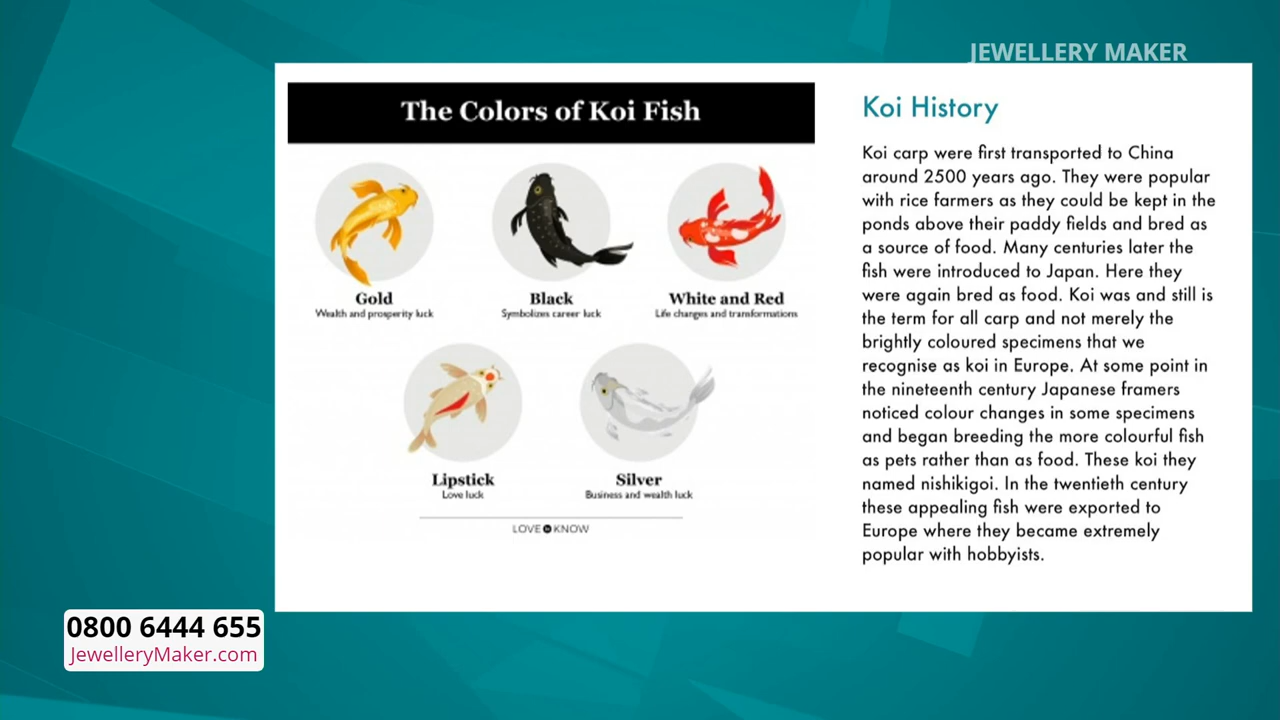 JEWELLERY MAKER
The Colors of Koi Fish
Gold
Wealth and prosperity luck
Black
Symbolizes career luck
White and Red
Life changes and transformations
Lipstick
Love luck
Silver
Business and wealth luck
LOVE to KNOW
Koi History
Koi carp were first transported to China
around 2500 years ago. They were popular
with rice farmers as they could be kept in the
ponds above their paddy fields and bred as
a source of food. Many centuries later the
fish were introduced to Japan. Here they
were again bred as food. Koi was and still is
the term for all carp and not merely the
brightly coloured specimens that we
recognise as koi in Europe. At some point in
the nineteenth century Japanese framers
noticed colour changes in some specimens
and began breeding the more colourful fish
as pets rather than as food. These koi they
named nishikigoi. In the twentieth century
these appealing fish were exported to
Europe where they became extremely
popular with hobbyists.
0800 6444 655
JewelleryMaker.com